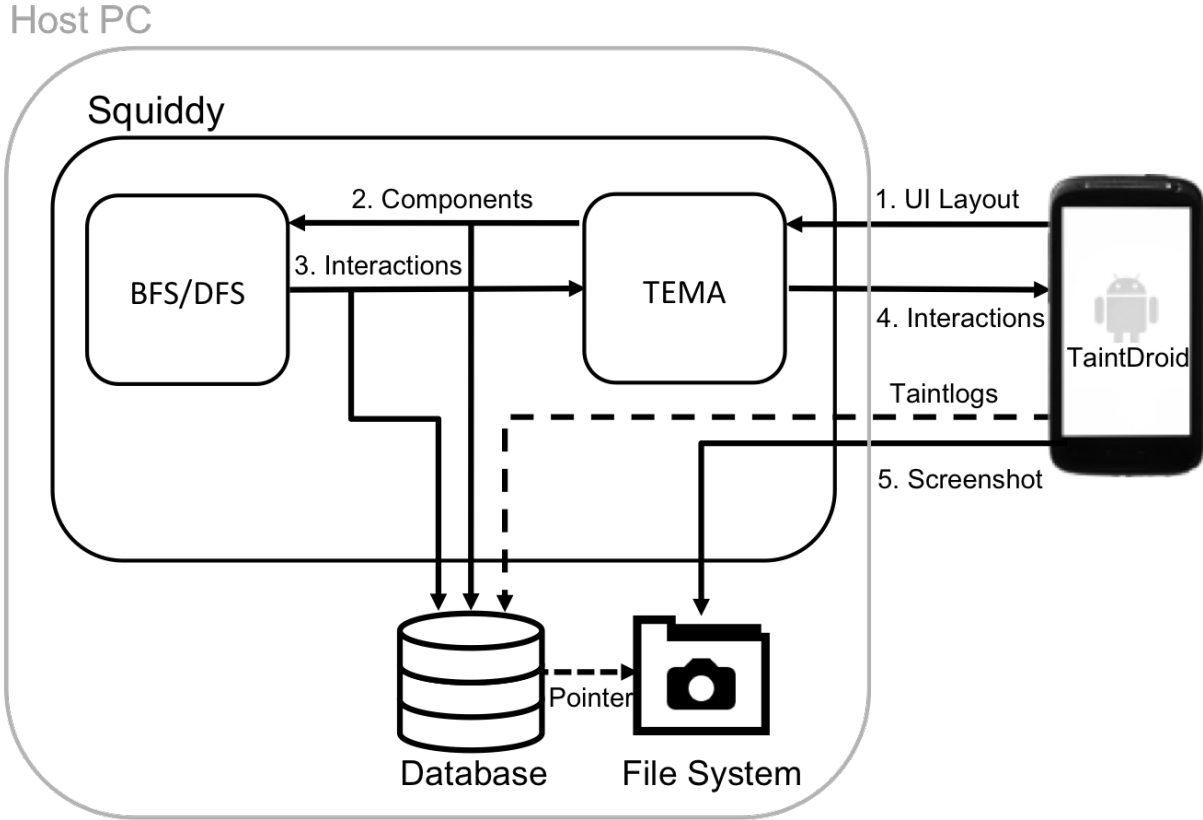 Host PC
Squiddy
2. Components
1. UI Layout
3. Interactions
BFS/DFS
TEMA
4. Interactions
TaintDroid
Taintlogs
5. Screenshot
Pointer
Database
File System